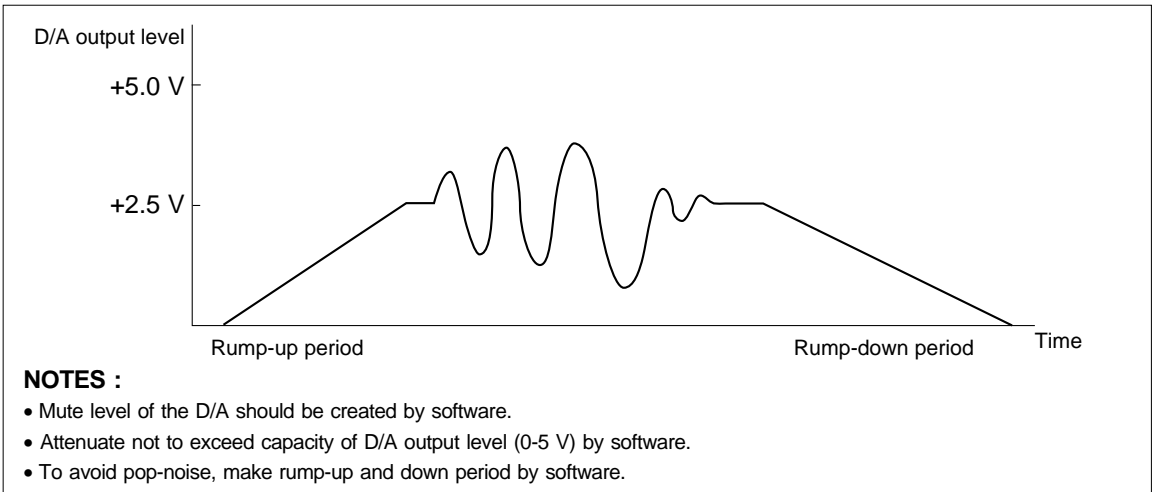 D/A output level
+5.0 V
+2.5 V
Time
Rump-up period
Rump-down period
NOTES :
• Mute level of the D/A should be created by software.
• Attenuate not to exceed capacity of D/A output level (0-5 V) by software.
• To avoid pop-noise, make rump-up and down period by software.